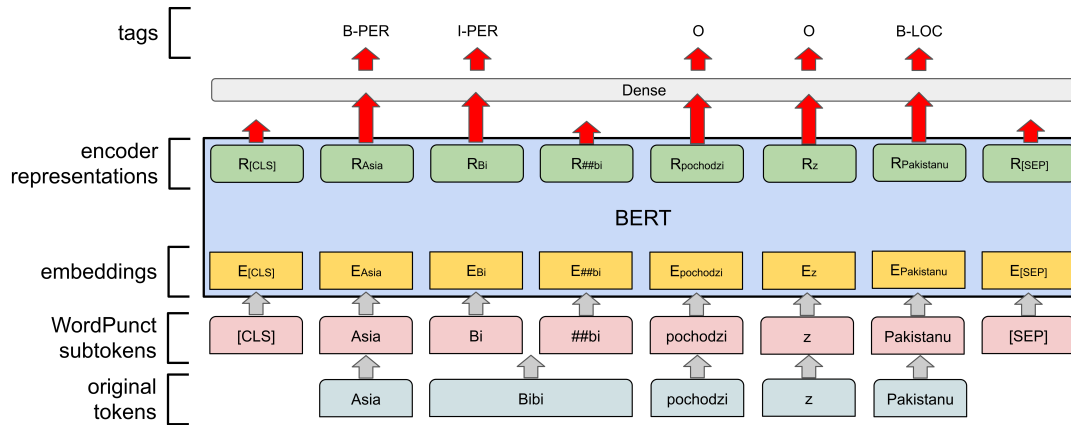 tags
B-PER I-PER O O B-LOC
Dense
encoder
representations
R[CLS] RAsia RBi R##bi Rpochodzi Rz RPakistanu R[SEP]
BERT
embeddings
E[CLS] EAsia EBi E##bi Epochodzi Ez EPakistanu E[SEP]
WordPunct
subtokens
[CLS] Asia Bi ##bi pochodzi z Pakistanu [SEP]
original
tokens
Asia Bibi pochodzi z Pakistanu